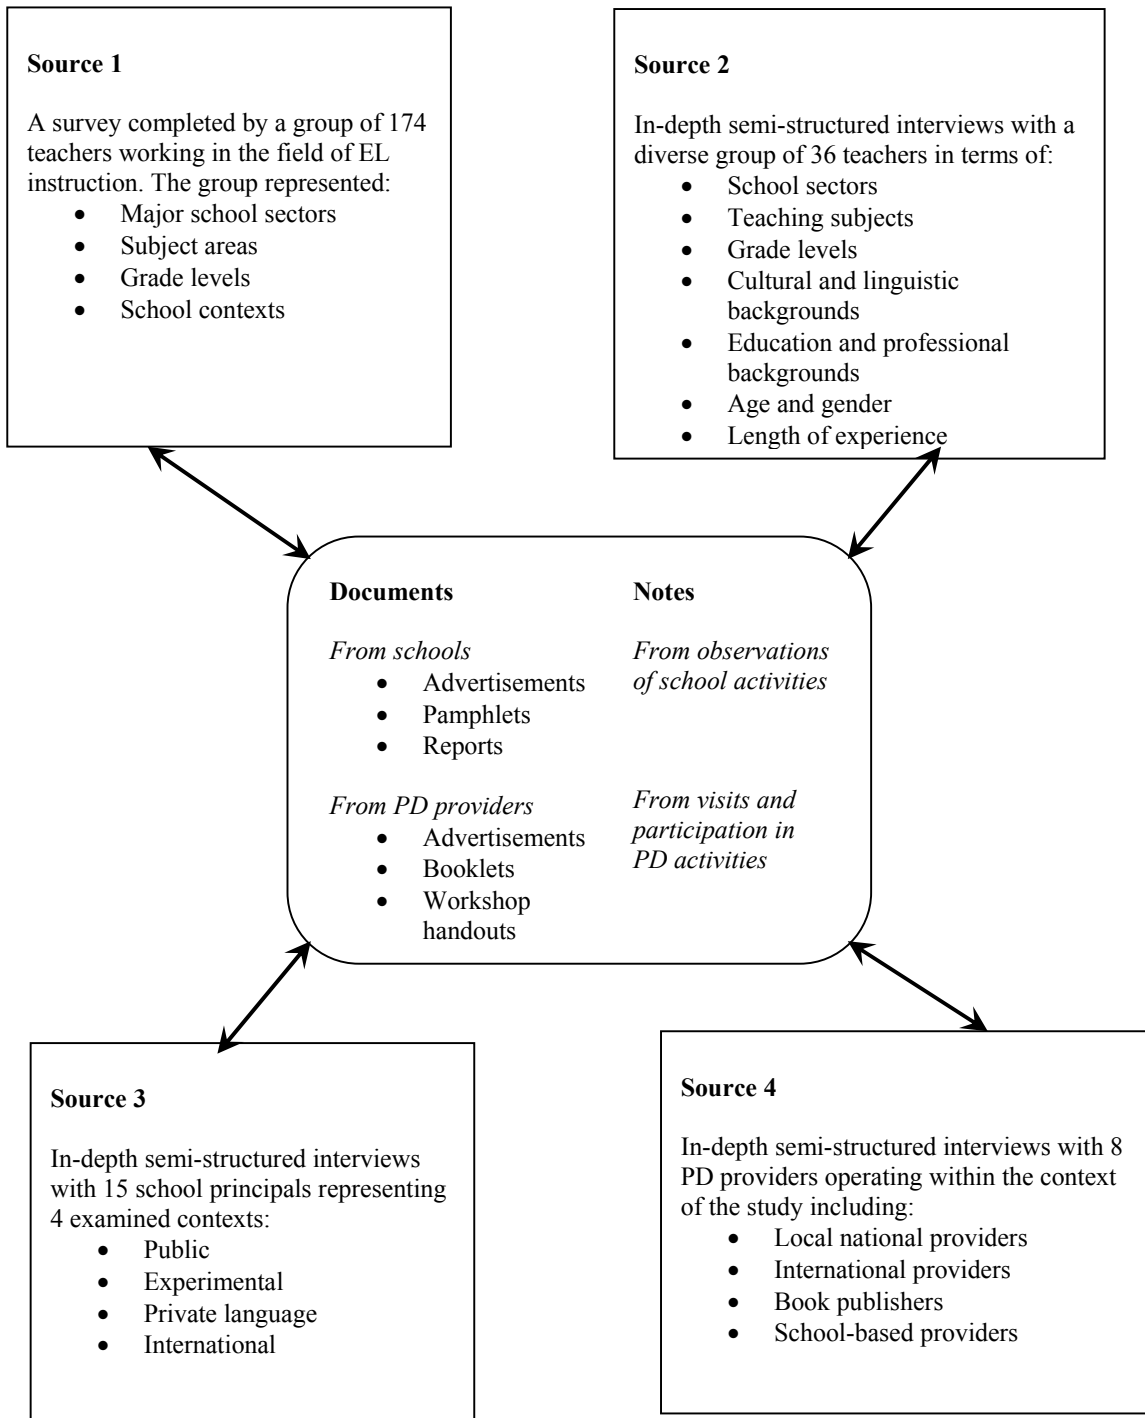 Source 1
A survey completed by a group of 174
teachers working in the field of EL
instruction. The group represented:
• Major school sectors
• Subject areas
• Grade levels
• School contexts
Source 2
In-depth semi-structured interviews with a
diverse group of 36 teachers in terms of:
• School sectors
• Teaching subjects
• Grade levels
• Cultural and linguistic
backgrounds
• Education and professional
backgrounds
• Age and gender
• Length of experience
Documents
From schools
• Advertisements
• Pamphlets
• Reports
From PD providers
• Advertisements
• Booklets
• Workshop
handouts
Notes
From observations
of school activities
From visits and
participation in
PD activities
Source 3
In-depth semi-structured interviews
with 15 school principals representing
4 examined contexts:
• Public
• Experimental
• Private language
• International
Source 4
In-depth semi-structured interviews with 8
PD providers operating within the context
of the study including:
• Local national providers
• International providers
• Book publishers
• School-based providers